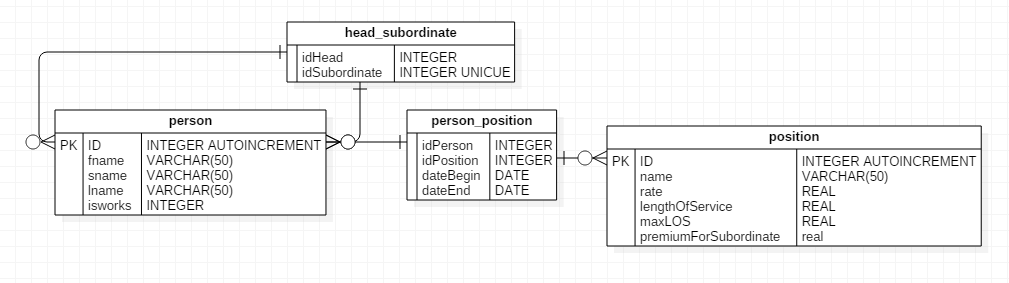 head_subordinate
idHead INTEGER
idSubordinate INTEGER UNICUE
person
PK ID INTEGER AUTOINCREMENT
fname VARCHAR(50)
sname VARCHAR(50)
lname VARCHAR(50)
isworks INTEGER
person_position
idPerson INTEGER
idPosition INTEGER
dateBegin DATE
dateEnd DATE
position
PK ID INTEGER AUTOINCREMENT
name VARCHAR(50)
rate REAL
lengthOfService REAL
maxLOS REAL
premiumForSubordinate real